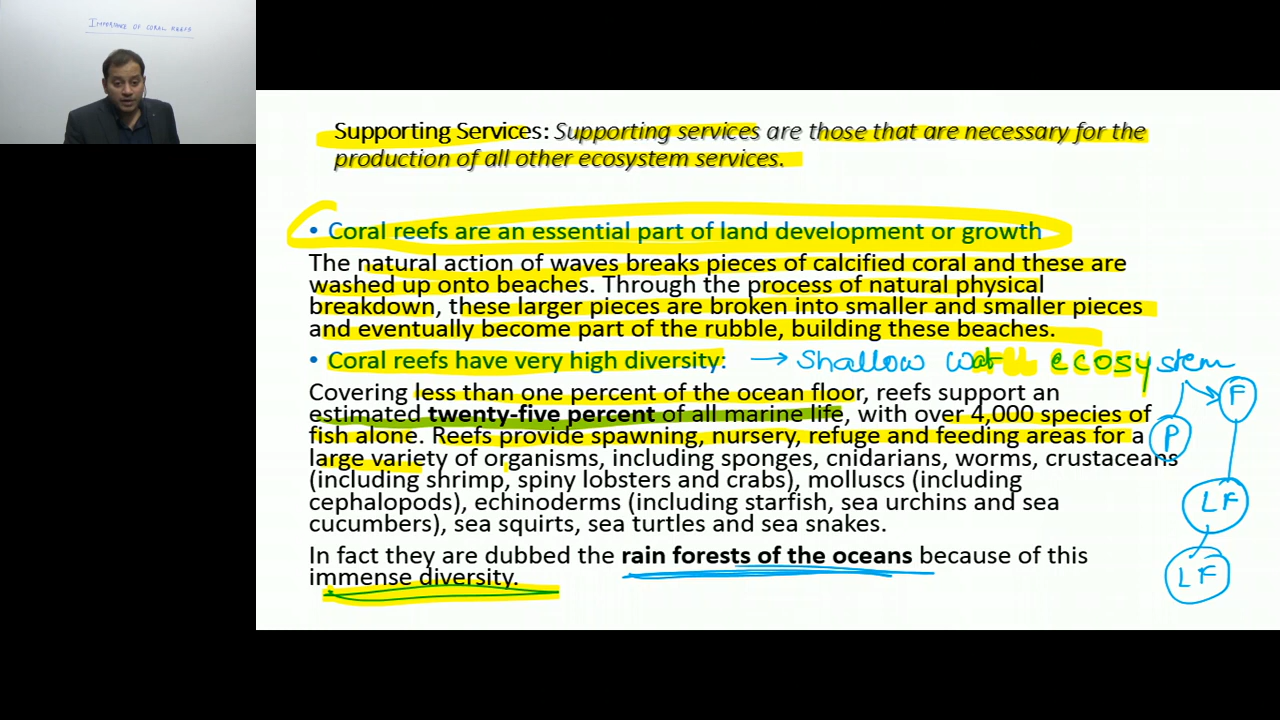 IMPORTANCE OF CORAL REEFS
Supporting Services: Supporting services are those that are necessary for the
production of all other ecosystem services.
• Coral reefs are an essential part of land development or growth
The natural action of waves breaks pieces of calcified coral and these are
washed up onto beaches. Through the process of natural physical
breakdown, these larger pieces are broken into smaller and smaller pieces
and eventually become part of the rubble, building these beaches.
• Coral reefs have very high diversity: → Shallow ecosystem
Covering less than one percent of the ocean floor, reefs support an
estimated twenty-five percent of all marine life, with over 4,000 species of
fish alone. Reefs provide spawning, nursery, refuge and feeding areas for a
large variety of organisms, including sponges, cnidarians, worms, crustaceans
(including shrimp, spiny lobsters and crabs), molluscs (including
cephalopods), echinoderms (including starfish, sea urchins and sea
cucumbers), sea squirts, sea turtles and sea snakes.
In fact they are dubbed the rain forests of the oceans because of this
immense diversity.
F
P
LF
LF